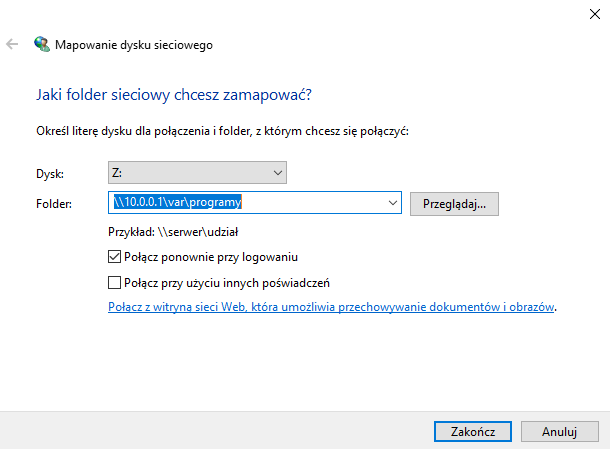 Mapowanie dysku sieciowego
Jaki folder sieciowy chcesz zamapować?
Określ literę dysku dla połączenia i folder, z którym chcesz się połączyć:
Dysk: Z:
Folder: \\10.0.0.1\var\programy Przeglądaj...
Przykład: \\serwer\udział
Połącz ponownie przy logowaniu
Połącz przy użyciu innych poświadczeń
Połącz z witryna sieci Web, która umożliwia przechowywanie dokumentów i obrazów.
Zakończ Anuluj